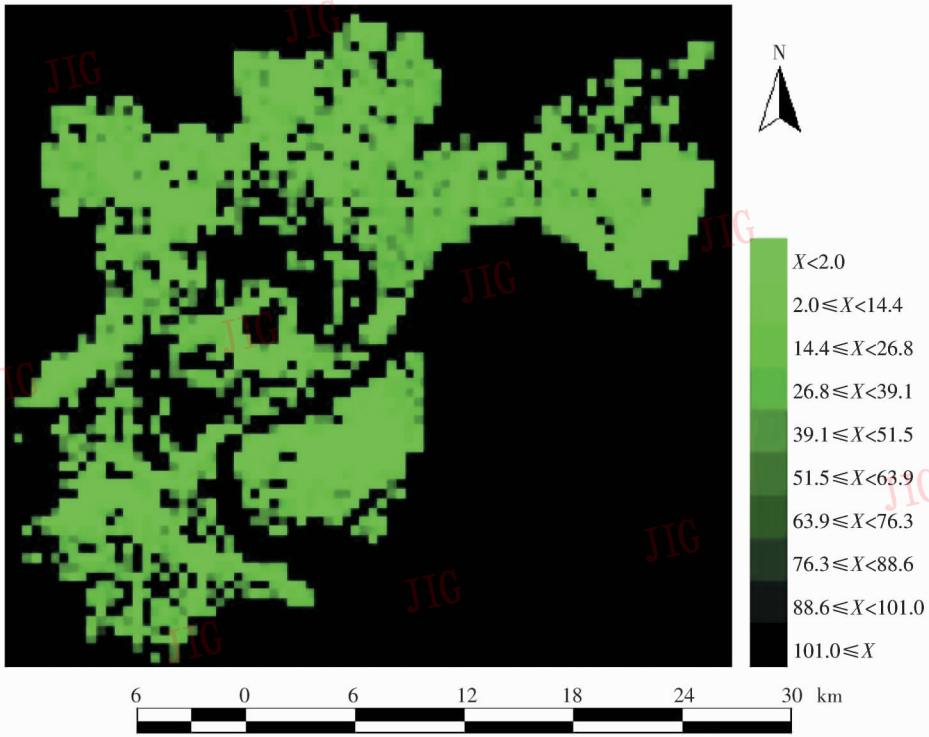 JIG
JIG
N
JIG
JIG
JIG
JIG
JIG
JIG
JIG
JIG
X<2.0
2.0≤X<14.4
14.4≤X<26.8
26.8≤X<39.1
39.1≤X<51.5
51.5≤X<63.9
63.9≤X<76.3
76.3≤X<88.6
88.6≤X<101.0
101.0≤X
6 0 6 12 18 24 30 km